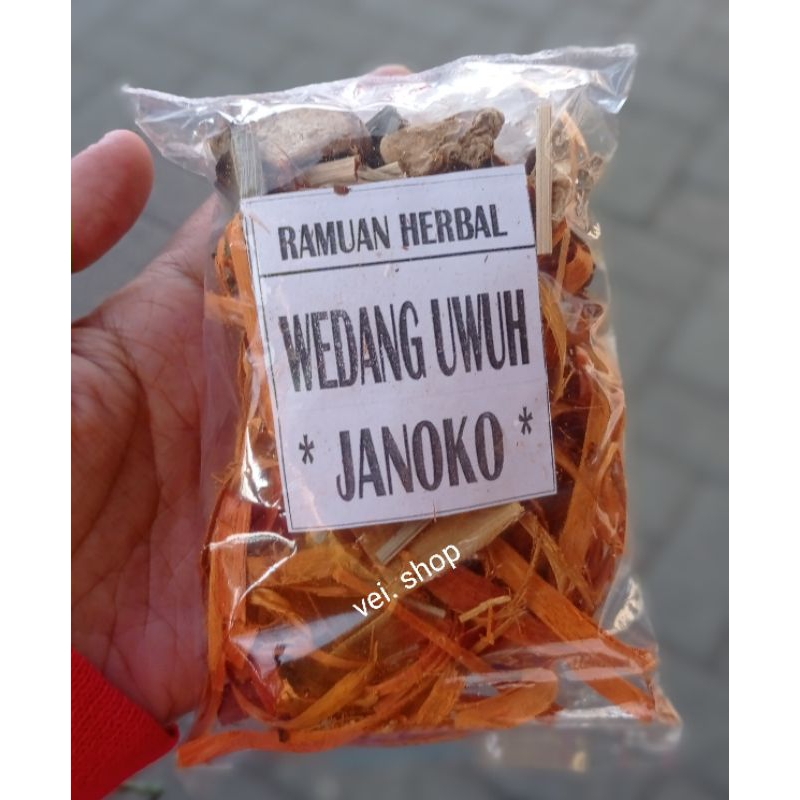 RAMUAN HERBAL
WEDANG UWUH
* JANOKO *
vei. shop